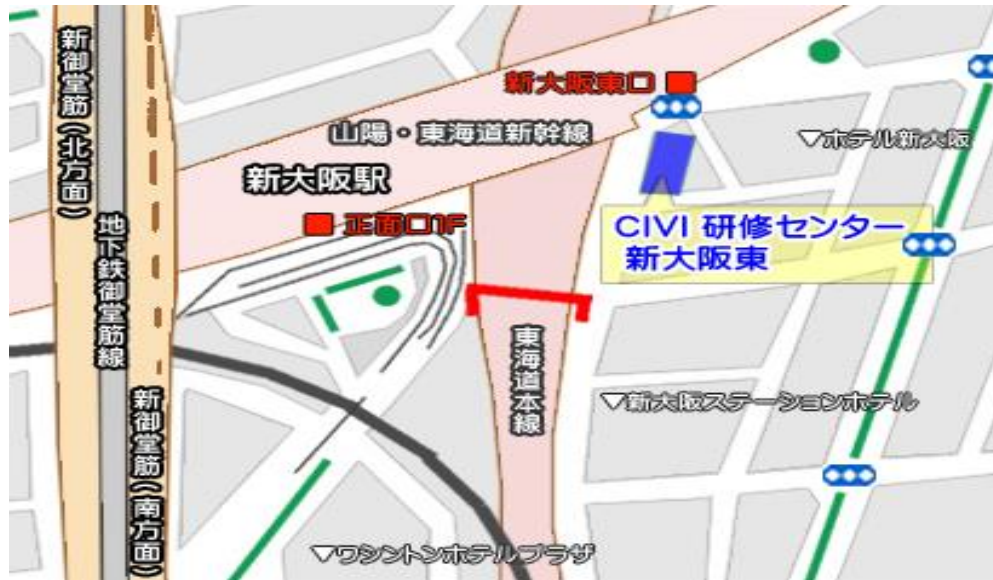 新御堂筋(北方面)
新大阪東口
山陽・東海道新幹線
▽ホテル新大阪
新大阪駅
正面口1F
地下鉄御堂筋線
CIVI 研修センター
新大阪東
東海道本線
新御堂筋(南方面)
▽新大阪ステーションホテル
▽ワシントンホテルプラザ